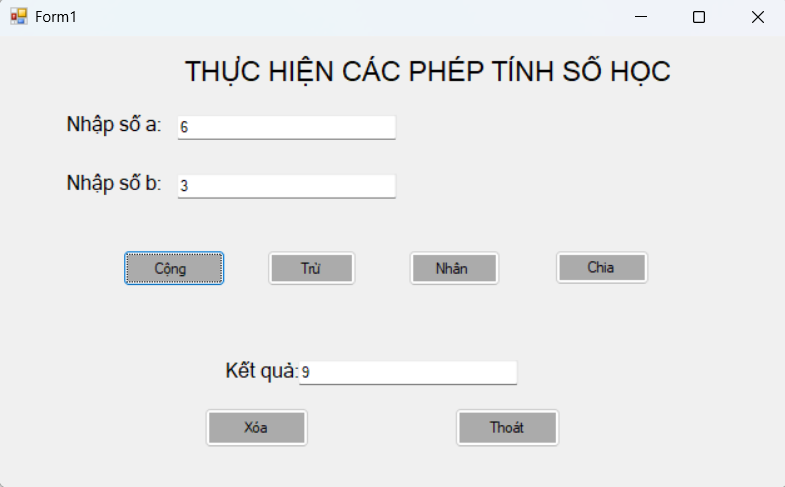 Form1
THỰC HIỆN CÁC PHÉP TÍNH SỐ HỌC
Nhập số a: 6
Nhập số b: 3
Cộng Trừ Nhân Chia
Kết quả: 9
Xóa Thoát